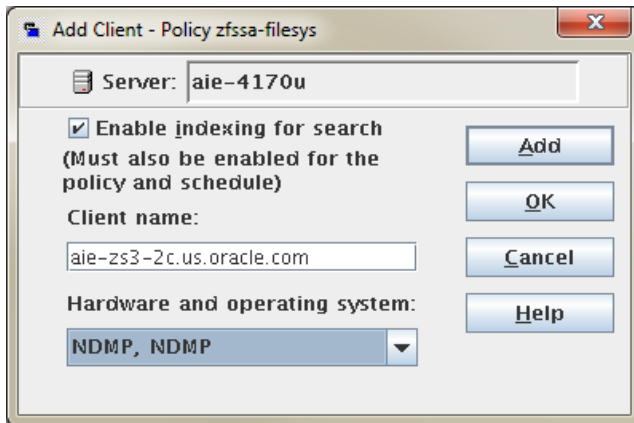 Add Client - Policy zfssa-filesys
Server: aie-4170u
Enable indexing for search
(Must also be enabled for the
policy and schedule)
Client name:
aie-zs3-2c.us.oracle.com
Hardware and operating system:
NDMP, NDMP
Add
OK
Cancel
Help